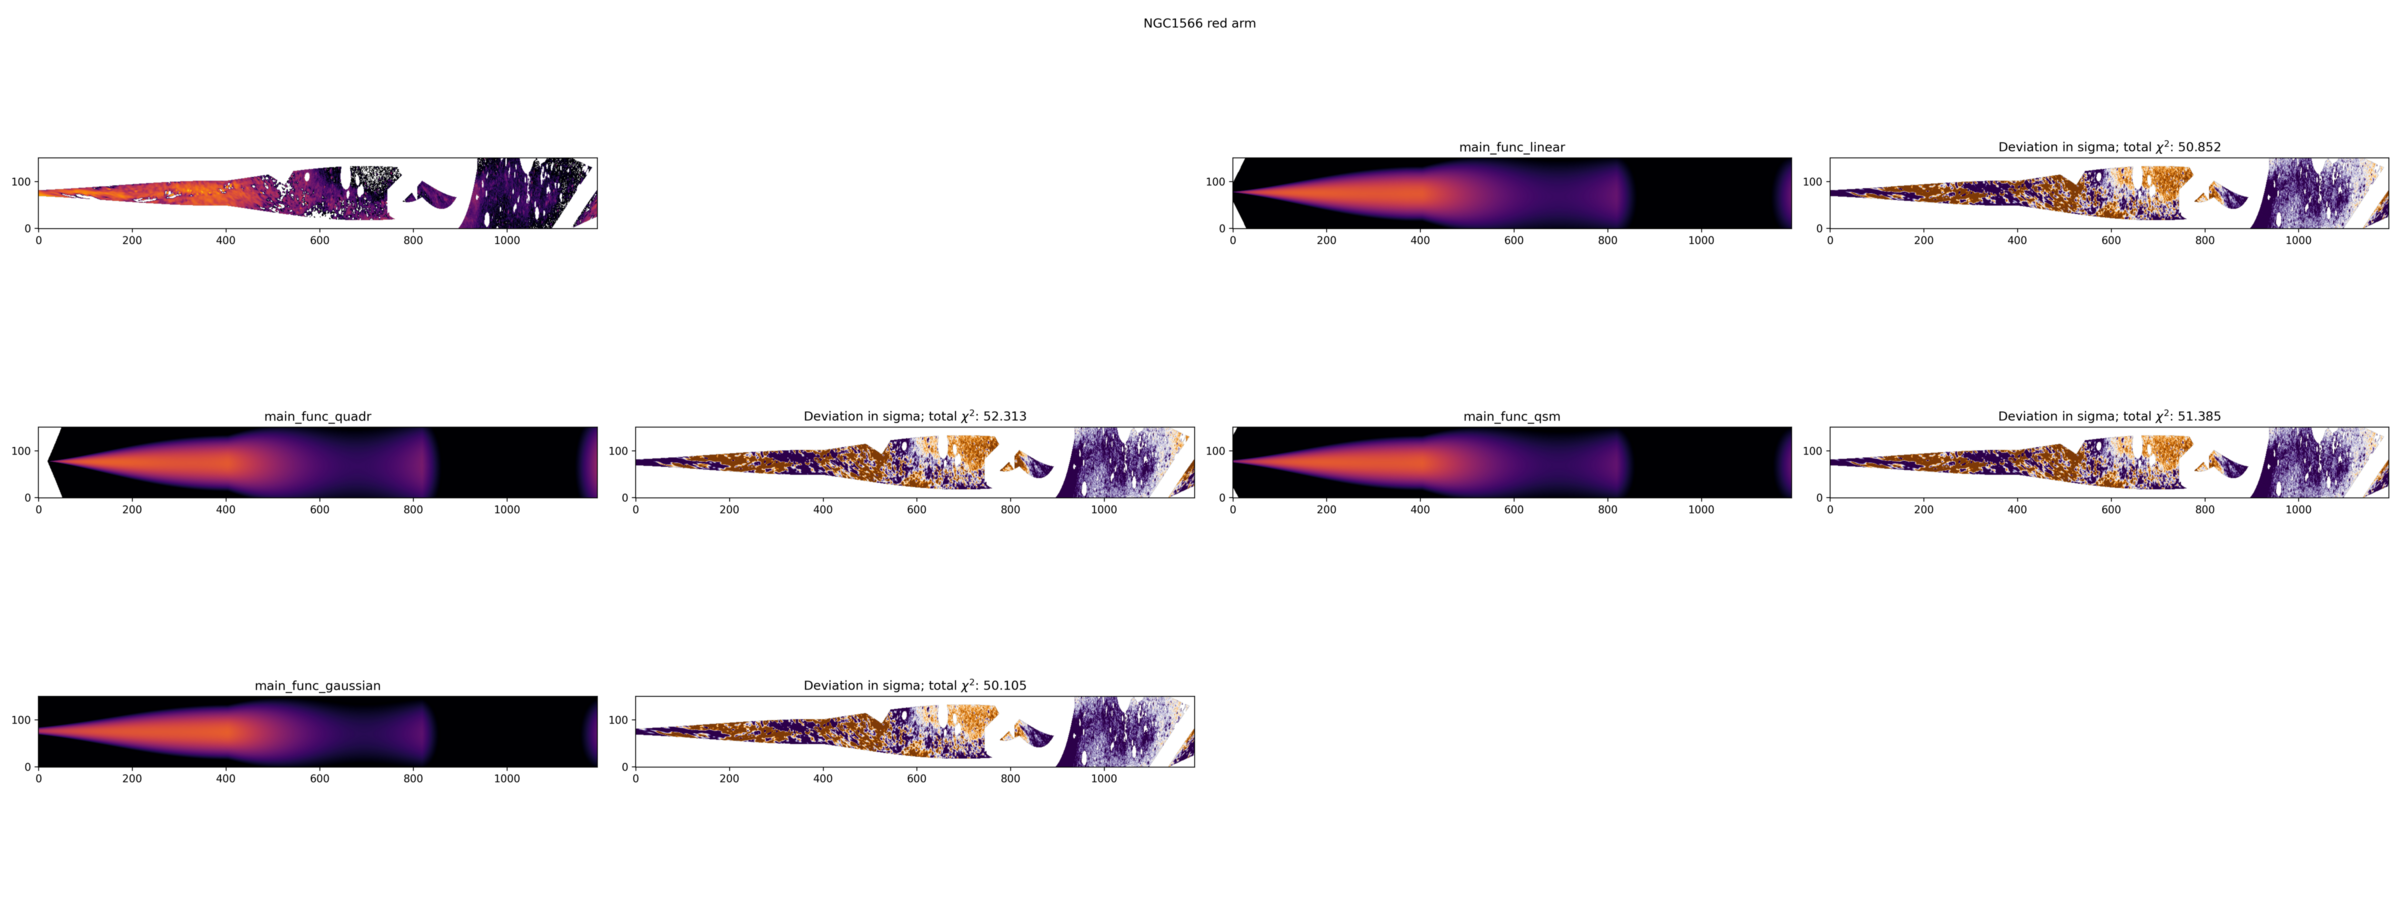 NGC1566 red arm
main_func_linear
Deviation in sigma; total χ²: 50.852
100
0
0 200 400 600 800 1000
100
0
0 200 400 600 800 1000
100
0
0 200 400 600 800 1000
main_func_quadr
Deviation in sigma; total χ²: 52.313
main_func_qsm
Deviation in sigma; total χ²: 51.385
100
0
0 200 400 600 800 1000
100
0
0 200 400 600 800 1000
100
0
0 200 400 600 800 1000
100
0
0 200 400 600 800 1000
main_func_gaussian
Deviation in sigma; total χ²: 50.105
100
0
0 200 400 600 800 1000
100
0
0 200 400 600 800 1000